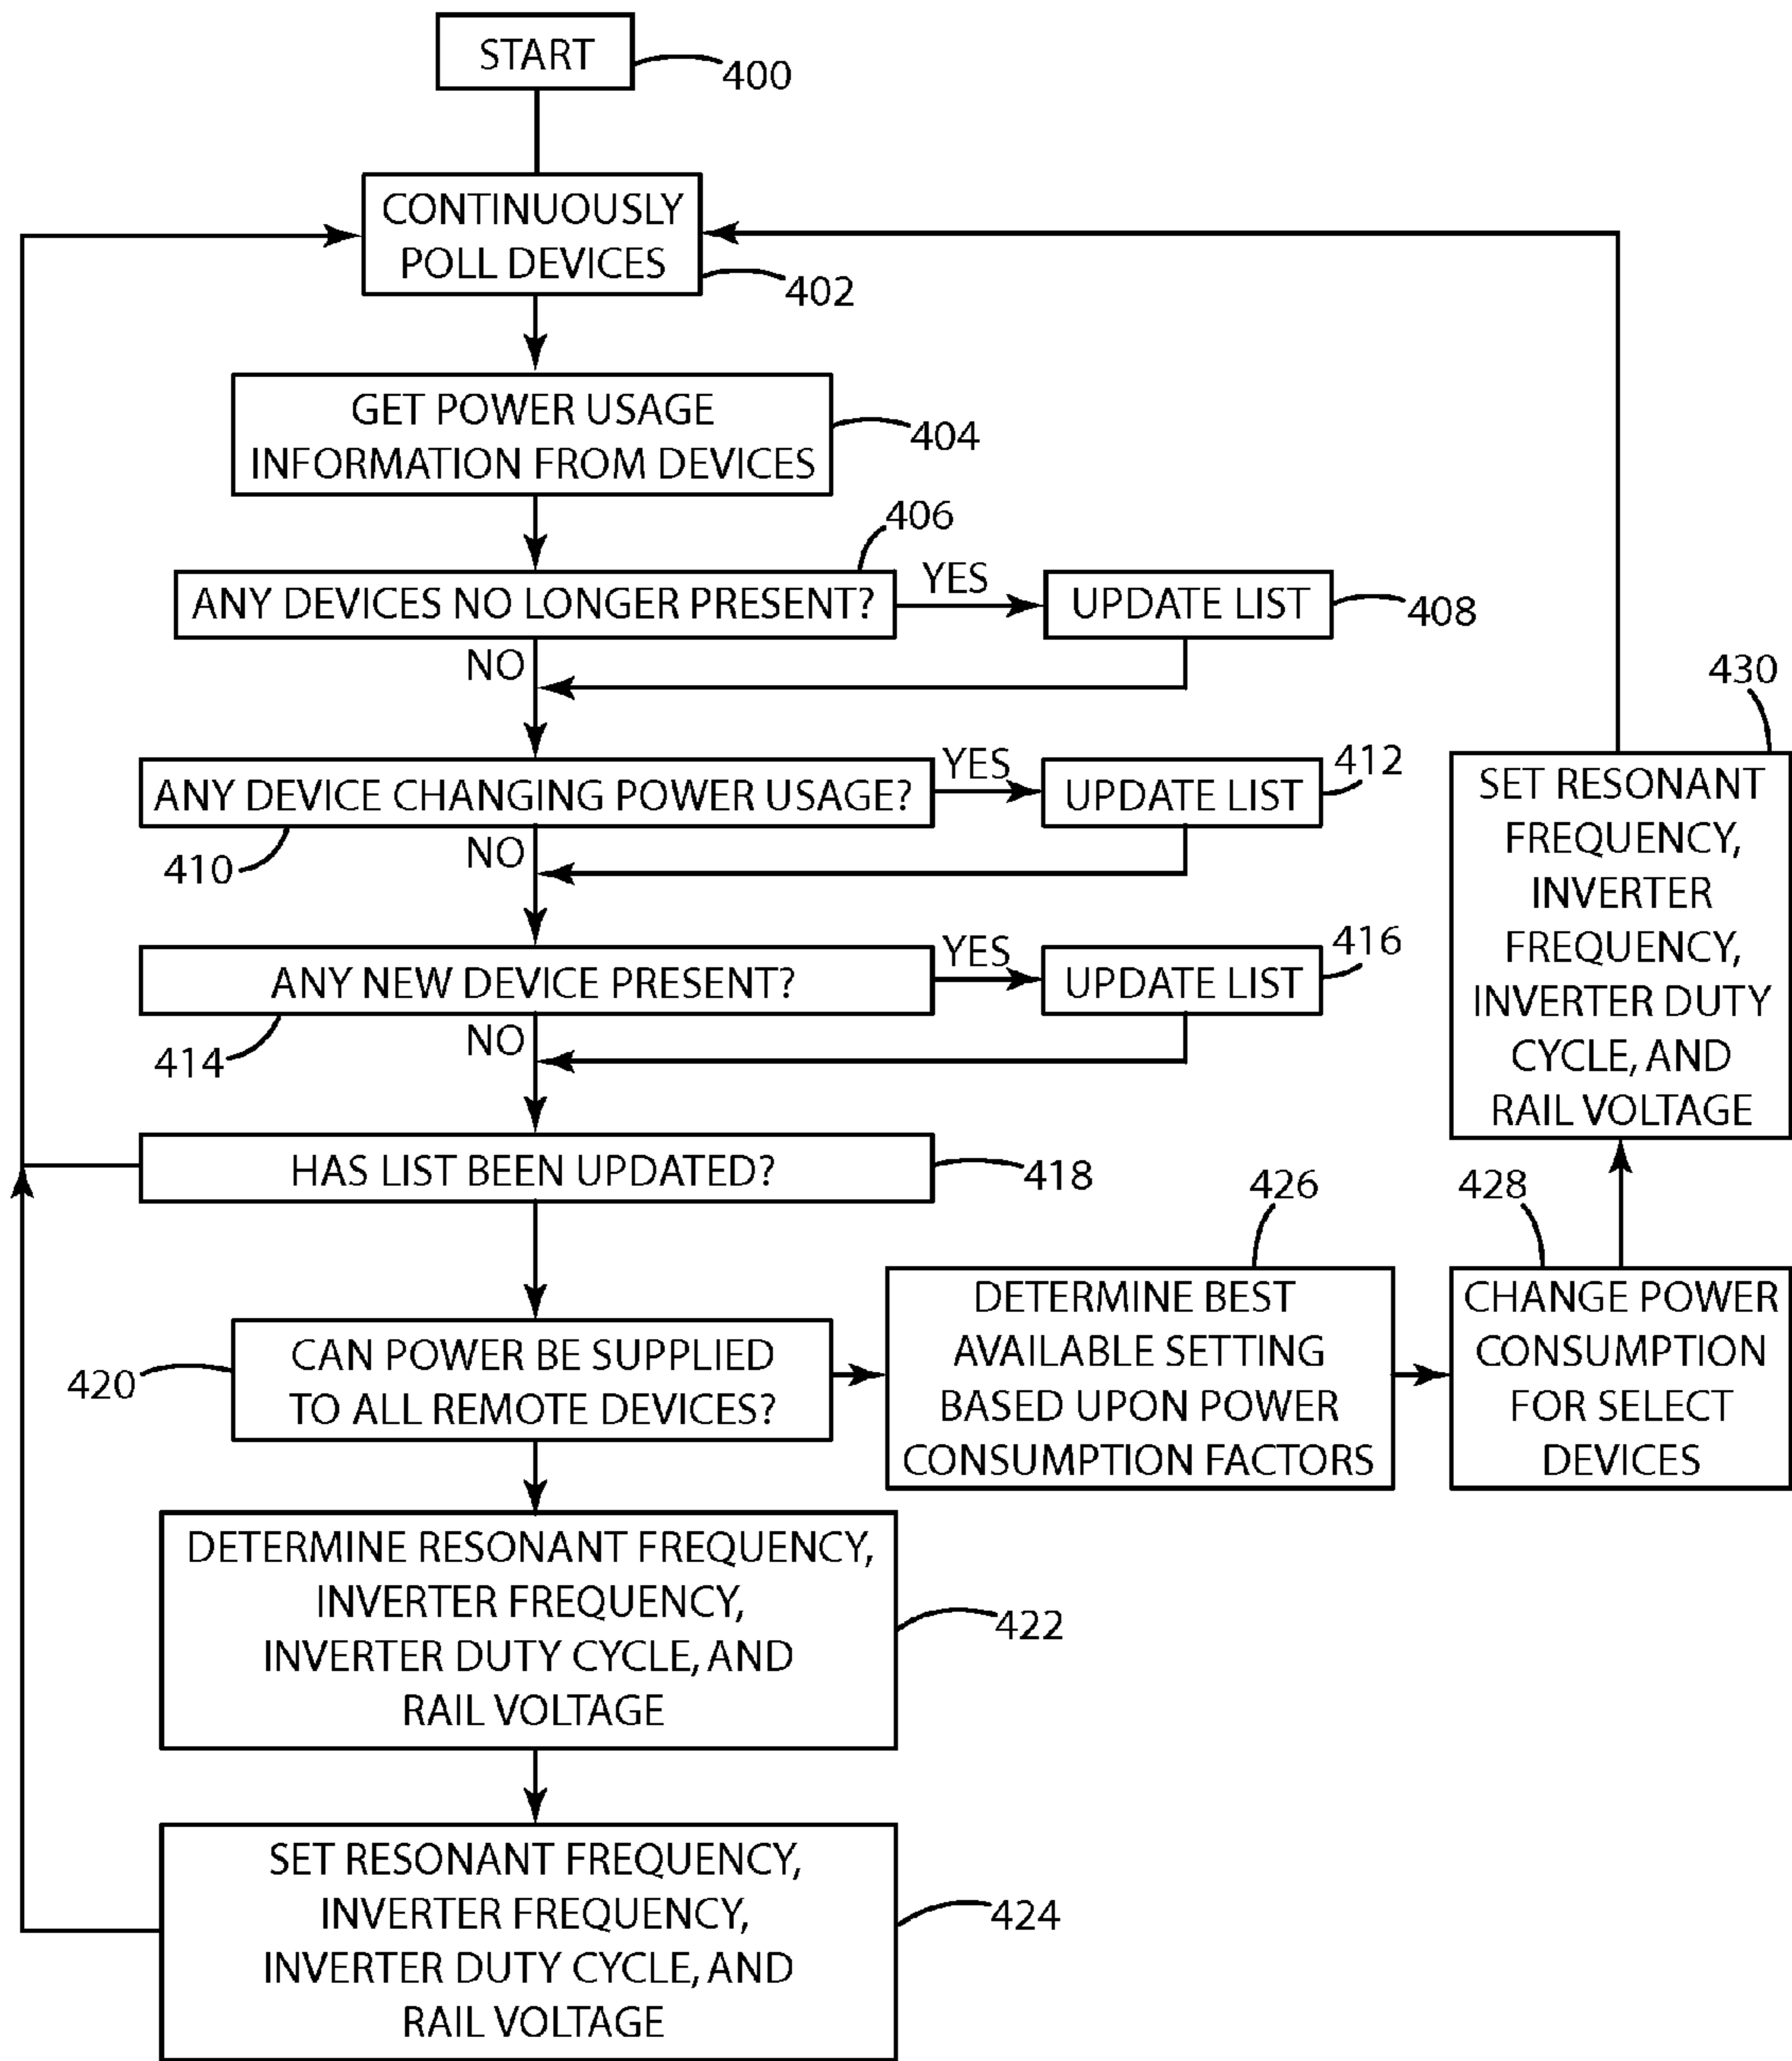 START
400
CONTINUOUSLY
POLL DEVICES
402
GET POWER USAGE
INFORMATION FROM DEVICES
404
406
ANY DEVICES NO LONGER PRESENT?
YES
UPDATE LIST
408
NO
ANY DEVICE CHANGING POWER USAGE?
410
YES
UPDATE LIST
412
NO
ANY NEW DEVICE PRESENT?
414
YES
UPDATE LIST
416
NO
HAS LIST BEEN UPDATED?
418
CAN POWER BE SUPPLIED
TO ALL REMOTE DEVICES?
420
DETERMINE BEST
AVAILABLE SETTING
BASED UPON POWER
CONSUMPTION FACTORS
426
CHANGE POWER
CONSUMPTION
FOR SELECT
DEVICES
428
SET RESONANT
FREQUENCY,
INVERTER
FREQUENCY,
INVERTER DUTY
CYCLE, AND
RAIL VOLTAGE
430
DETERMINE RESONANT FREQUENCY,
INVERTER FREQUENCY,
INVERTER DUTY CYCLE, AND
RAIL VOLTAGE
422
SET RESONANT FREQUENCY,
INVERTER FREQUENCY,
INVERTER DUTY CYCLE, AND
RAIL VOLTAGE
424